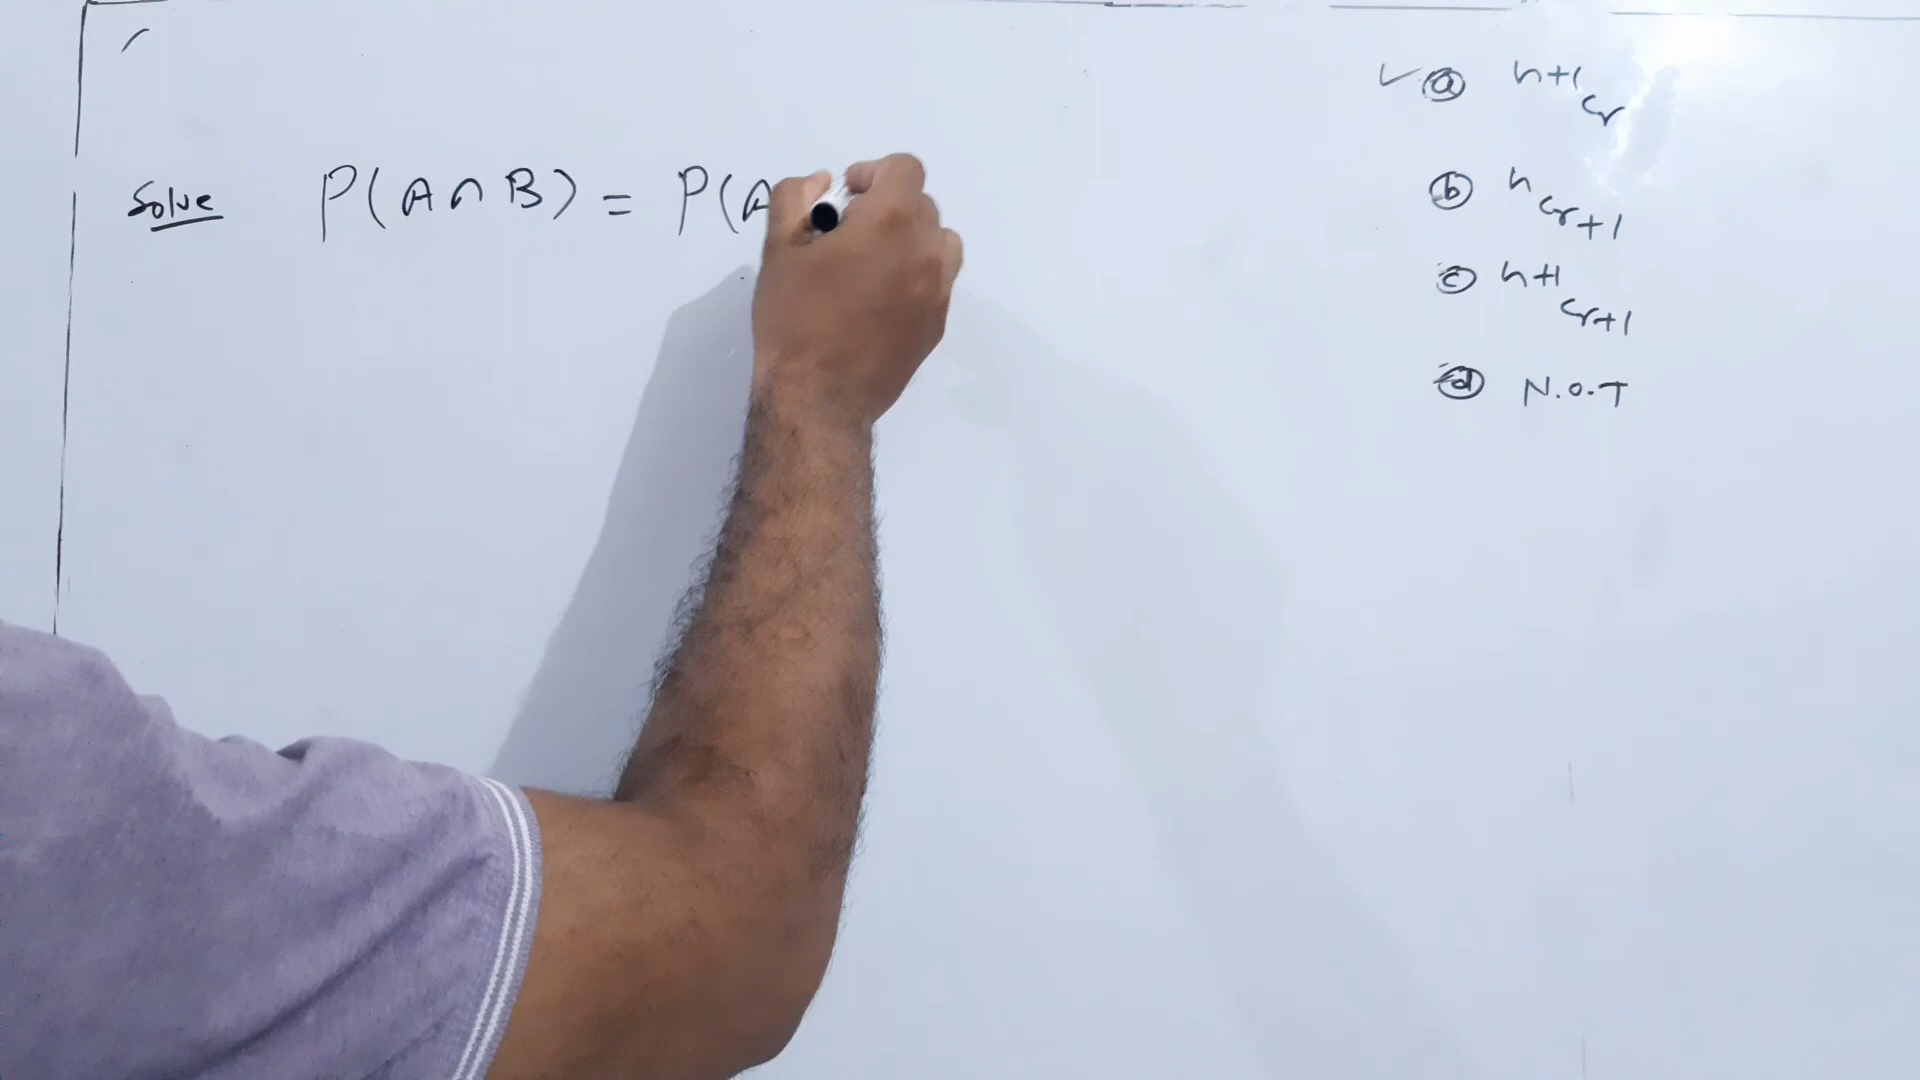 Solve P(A∩B) = P(A
✓ ⓐ n+1Cr
ⓑ nCr+1
ⓒ n+1Cr+1
ⓓ N.O.T